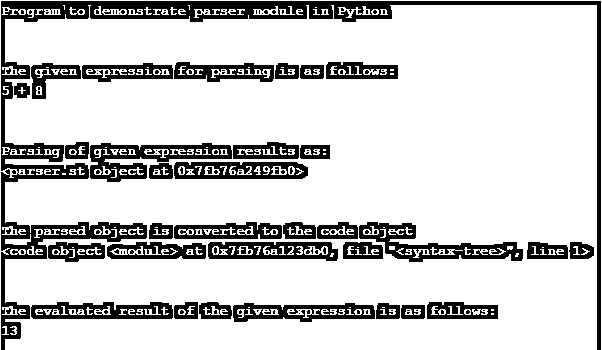 Program to demonstrate parser module in Python
The given expression for parsing is as follows:
5 + 8
Parsing of given expression results as:
<parser.st object at 0x7fb76a249fb0>
The parsed object is converted to the code object
<code object <module> at 0x7fb76a123db0, file "<syntax-tree>", line 1>
The evaluated result of the given expression is as follows:
13